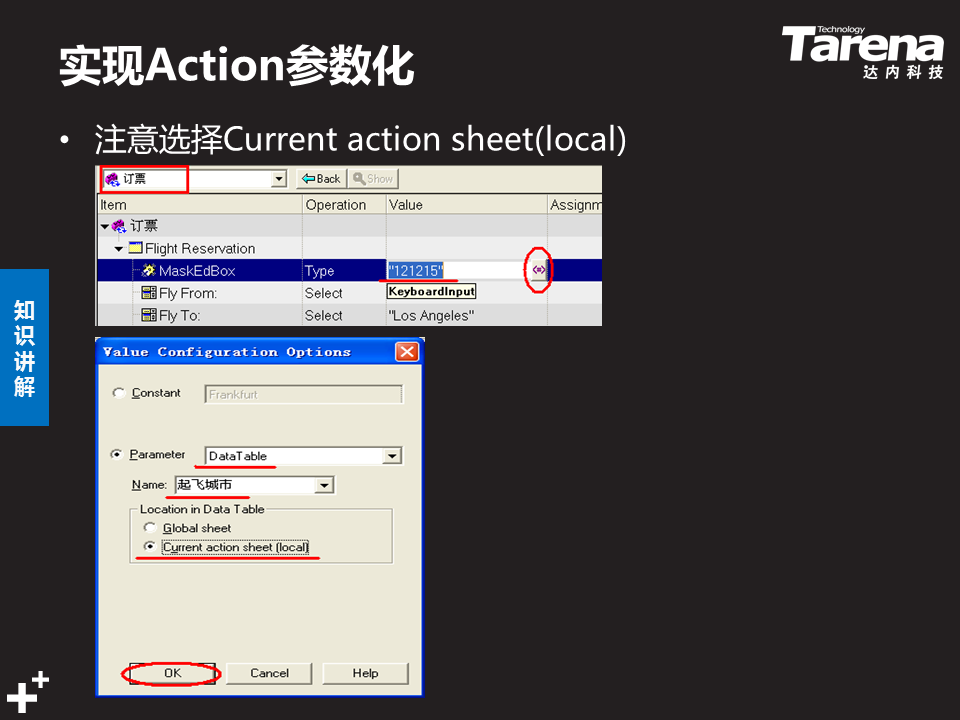 实现Action参数化
Technology
Tarena
达内科技
• 注意选择Current action sheet(local)
订票 Back Show
Item Operation Value Assignm
订票
Flight Reservation
MaskEdBox Type "121215"
Fly From: Select KeyboardInput
Fly To: Select "Los Angeles"
知识讲解
Value Configuration Options
Constant Frankfurt
Parameter DataTable
Name: 起飞城市
Location in Data Table
Global sheet
Current action sheet (local)
OK Cancel Help